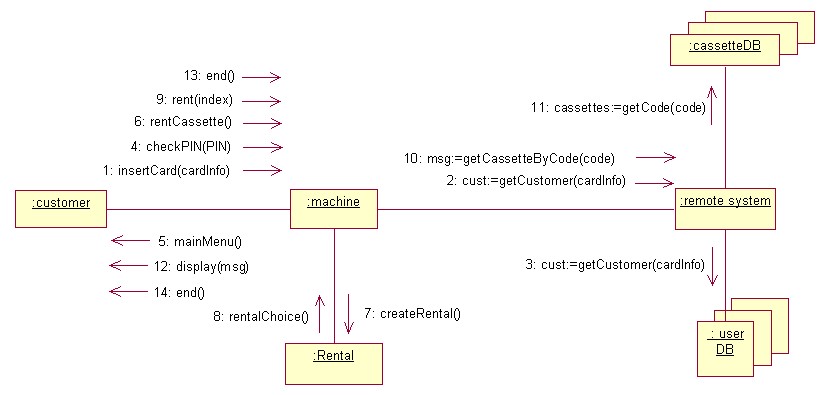 :cassetteDB
13: end()
9: rent(index)
6: rentCassette()
4: checkPIN(PIN)
1: insertCard(cardInfo)
11: cassettes:=getCode(code)
10: msg:=getCassetteByCode(code)
2: cust:=getCustomer(cardInfo)
:customer
:machine
:remote system
5: mainMenu()
12: display(msg)
14: end()
3: cust:=getCustomer(cardInfo)
8: rentalChoice()
7: createRental()
:Rental
: user
DB